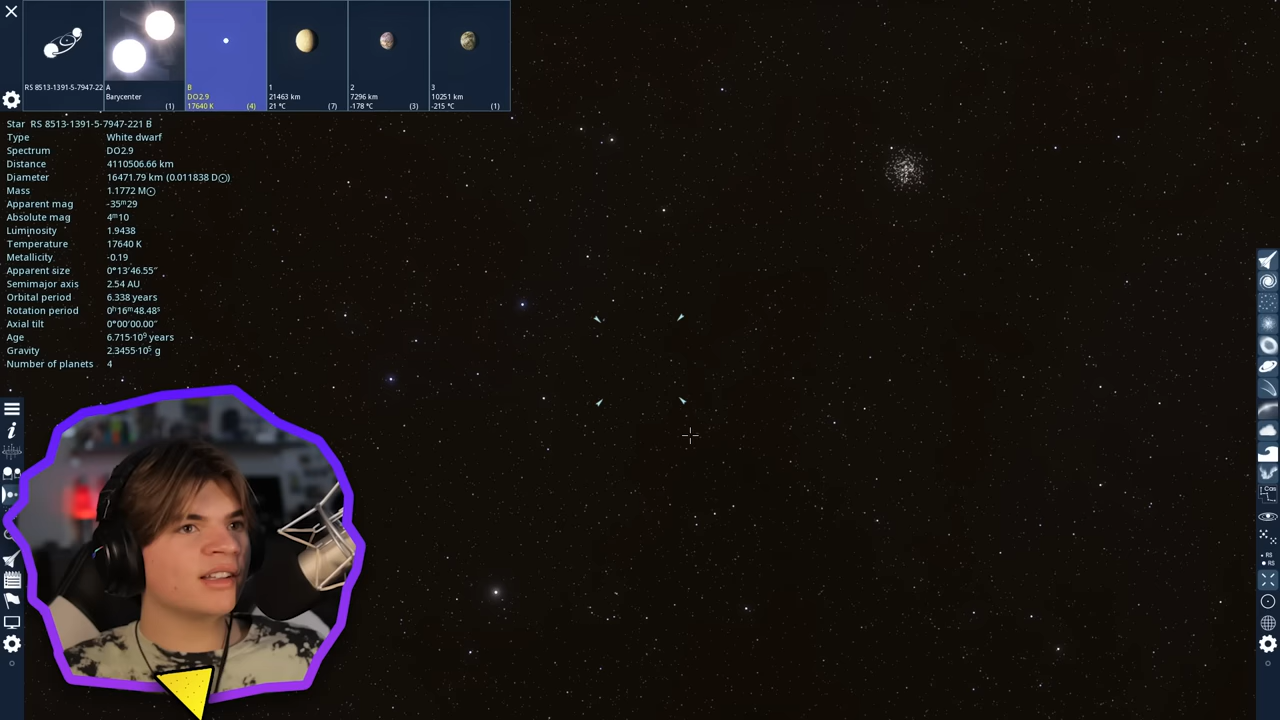 RS 8513-1391-5-7947-22
A
Barycenter
(1)
B
DO2.9
17640 K (4)
1
21463 km
21 °C (7)
2
7296 km
-178 °C (3)
3
10251 km
-215 °C (1)
Star RS 8513-1391-5-7947-221 B
Type White dwarf
Spectrum DO2.9
Distance 4110506.66 km
Diameter 16471.79 km (0.011838 D☉)
Mass 1.1772 M☉
Apparent mag -35ᵐ29
Absolute mag 4ᵐ10
Luminosity 1.9438
Temperature 17640 K
Metallicity -0.19
Apparent size 0°13'46.55"
Semimajor axis 2.54 AU
Orbital period 6.338 years
Rotation period 0ʰ16ᵐ48.48ˢ
Axial tilt 0°00'00.00"
Age 6.715·10⁹ years
Gravity 2.3455·10⁵ g
Number of planets 4
Can
RS
RS